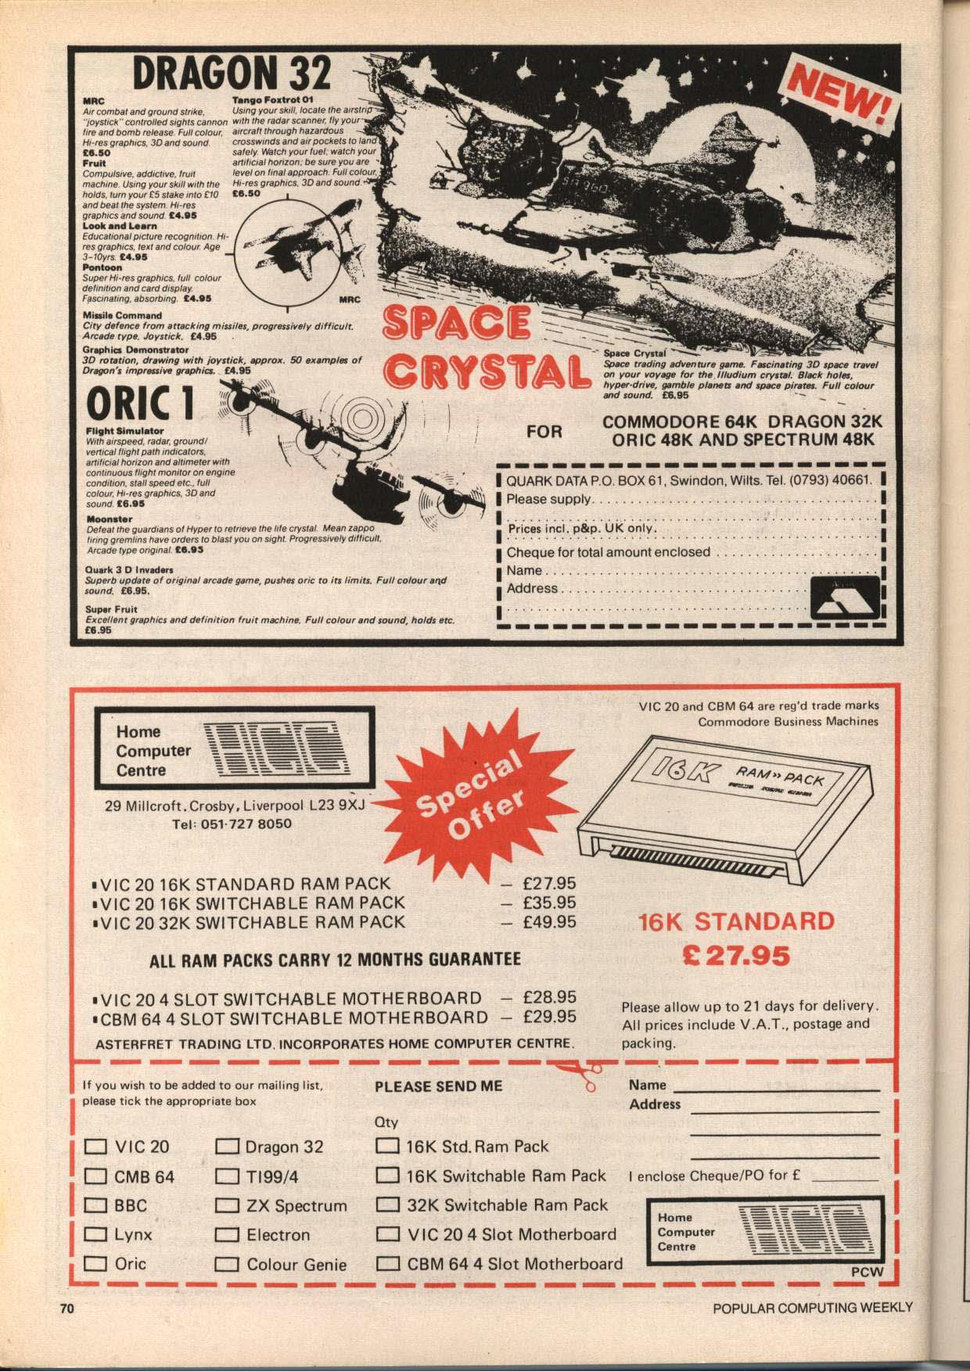 DRAGON 32
MRC
Air combat and ground strike,
"joystick" controlled sights cannon
fire and bomb release. Full colour,
Hi-res graphics, 3D and sound.
£6.50
Fruit
Compulsive, addictive, fruit
machine. Using your skill with the
holds, turn your £5 stake into £10
and beat the system. Hi-res
graphics and sound. £4.95
Look and Learn
Educational picture recognition. Hi-
res graphics, text and colour. Age
3-10yrs. £4.95
Pontoon
Super Hi-res graphics, full colour
definition and card display.
Fascinating, absorbing. £4.95
Tango Foxtrot 01
Using your skill, locate the airstrip
with the radar scanner, fly your
aircraft through hazardous
crosswinds and air pockets to land
safely. Watch your fuel; watch your
artificial horizon; be sure you are
level on final approach. Full colour,
Hi-res graphics, 3D and sound.
£6.50
MRC
Missile Command
City defence from attacking missiles, progressively difficult.
Arcade type, Joystick. £4.95
Graphics Demonstrator
3D rotation, drawing with joystick, approx. 50 examples of
Dragon's impressive graphics. £4.95
NEW!
SPACE
CRYSTAL
Space Crystal
Space trading adventure game. Fascinating 3D space travel
on your voyage for the Illudium crystal. Black holes,
hyper-drive, gamble planets and space pirates. Full colour
and sound. £6.95
FOR
COMMODORE 64K DRAGON 32K
ORIC 48K AND SPECTRUM 48K
ORIC 1
Flight Simulator
With airspeed, radar, ground/
vertical flight path indicators,
artificial horizon and altimeter with
continuous flight monitor on engine
condition, stall speed etc., full
colour, Hi-res graphics, 3D and
sound. £6.95
Moonster
Defeat the guardians of Hyper to retrieve the life crystal. Mean zappo
firing gremlins have orders to blast you on sight. Progressively difficult,
Arcade type original. £6.95
Quark 3 D Invaders
Superb update of original arcade game, pushes oric to its limits. Full colour and
sound. £6.95.
Super Fruit
Excellent graphics and definition fruit machine. Full colour and sound, holds etc.
£6.95
QUARK DATA P.O. BOX 61, Swindon, Wilts. Tel. (0793) 40661.
Please supply
Prices incl. p&p. UK only.
Cheque for total amount enclosed
Name
Address
Home
Computer
Centre
HCC
29 Millcroft, Crosby, Liverpool L23 9XJ
Tel: 051-727 8050
Special
Offer
VIC 20 and CBM 64 are reg'd trade marks
Commodore Business Machines
16K RAM» PACK
VIC 20 16K STANDARD RAM PACK – £27.95
VIC 20 16K SWITCHABLE RAM PACK – £35.95
VIC 20 32K SWITCHABLE RAM PACK – £49.95
ALL RAM PACKS CARRY 12 MONTHS GUARANTEE
VIC 20 4 SLOT SWITCHABLE MOTHERBOARD – £28.95
CBM 64 4 SLOT SWITCHABLE MOTHERBOARD – £29.95
ASTERFRET TRADING LTD. INCORPORATES HOME COMPUTER CENTRE.
16K STANDARD
£27.95
Please allow up to 21 days for delivery.
All prices include V.A.T., postage and
packing.
If you wish to be added to our mailing list,
please tick the appropriate box
VIC 20
CMB 64
BBC
Lynx
Oric
Dragon 32
TI99/4
ZX Spectrum
Electron
Colour Genie
PLEASE SEND ME
Qty
16K Std. Ram Pack
16K Switchable Ram Pack
32K Switchable Ram Pack
VIC 20 4 Slot Motherboard
CBM 64 4 Slot Motherboard
Name
Address
I enclose Cheque/PO for £
Home
Computer
Centre
HCC
PCW
70
POPULAR COMPUTING WEEKLY